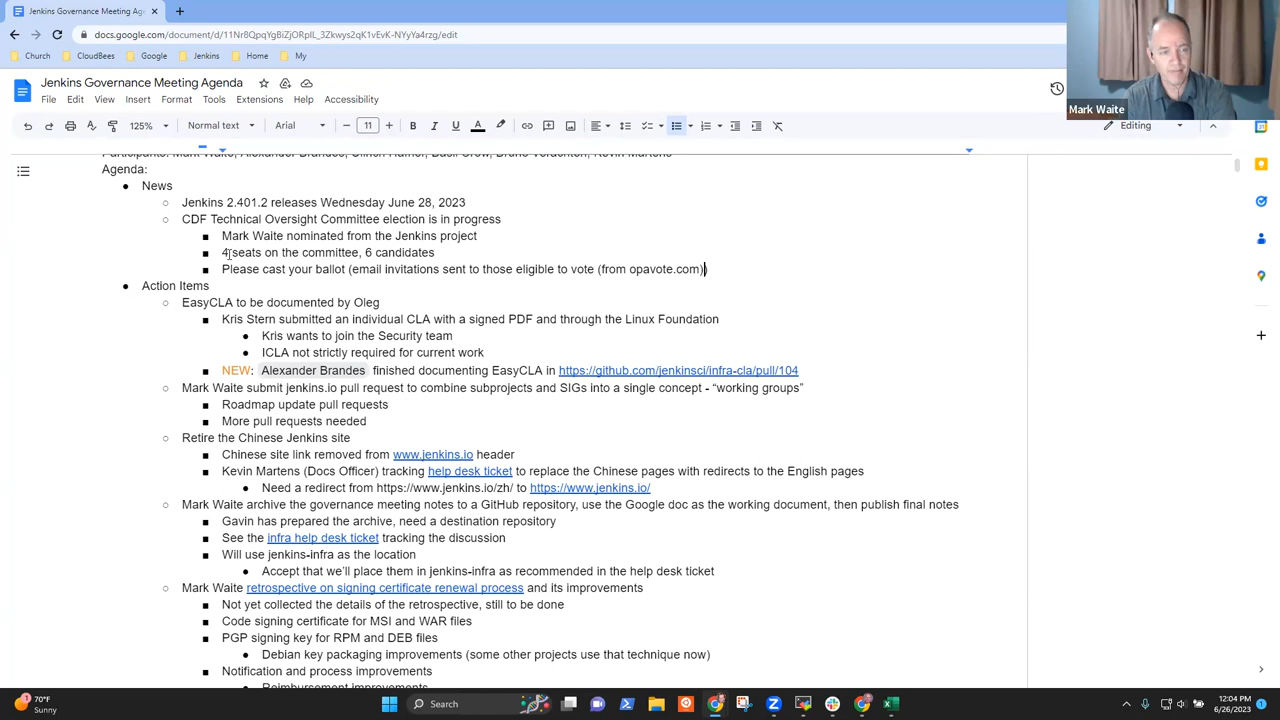 Jenkins Governance Meeting Ag
docs.google.com/document/d/11Nr8QpqYgBiZjORpIL_3Zkwys2qK1vEvK-NYyYa4rzg/edit
Church
CloudBees
Google
Jenkins
Home
My
Jenkins Governance Meeting Agenda
File Edit View Insert Format Tools Extensions Help Accessibility
125% Normal text Arial 11 Editing
Mark Waite
Participants: Mark Waite, Alexander Brandes, Basil Crow, Bruno Verachten, Kevin Martens
Agenda:
News
Jenkins 2.401.2 releases Wednesday June 28, 2023
CDF Technical Oversight Committee election is in progress
Mark Waite nominated from the Jenkins project
4 seats on the committee, 6 candidates
Please cast your ballot (email invitations sent to those eligible to vote (from opavote.com))
Action Items
EasyCLA to be documented by Oleg
Kris Stern submitted an individual CLA with a signed PDF and through the Linux Foundation
Kris wants to join the Security team
ICLA not strictly required for current work
NEW: Alexander Brandes finished documenting EasyCLA in https://github.com/jenkinsci/infra-cla/pull/104
Mark Waite submit jenkins.io pull request to combine subprojects and SIGs into a single concept - “working groups”
Roadmap update pull requests
More pull requests needed
Retire the Chinese Jenkins site
Chinese site link removed from www.jenkins.io header
Kevin Martens (Docs Officer) tracking help desk ticket to replace the Chinese pages with redirects to the English pages
Need a redirect from https://www.jenkins.io/zh/ to https://www.jenkins.io/
Mark Waite archive the governance meeting notes to a GitHub repository, use the Google doc as the working document, then publish final notes
Gavin has prepared the archive, need a destination repository
See the infra help desk ticket tracking the discussion
Will use jenkins-infra as the location
Accept that we’ll place them in jenkins-infra as recommended in the help desk ticket
Mark Waite retrospective on signing certificate renewal process and its improvements
Not yet collected the details of the retrospective, still to be done
Code signing certificate for MSI and WAR files
PGP signing key for RPM and DEB files
Debian key packaging improvements (some other projects use that technique now)
Notification and process improvements
Reimbursement improvements
70°F
Sunny
Search
12:04 PM
6/26/2023